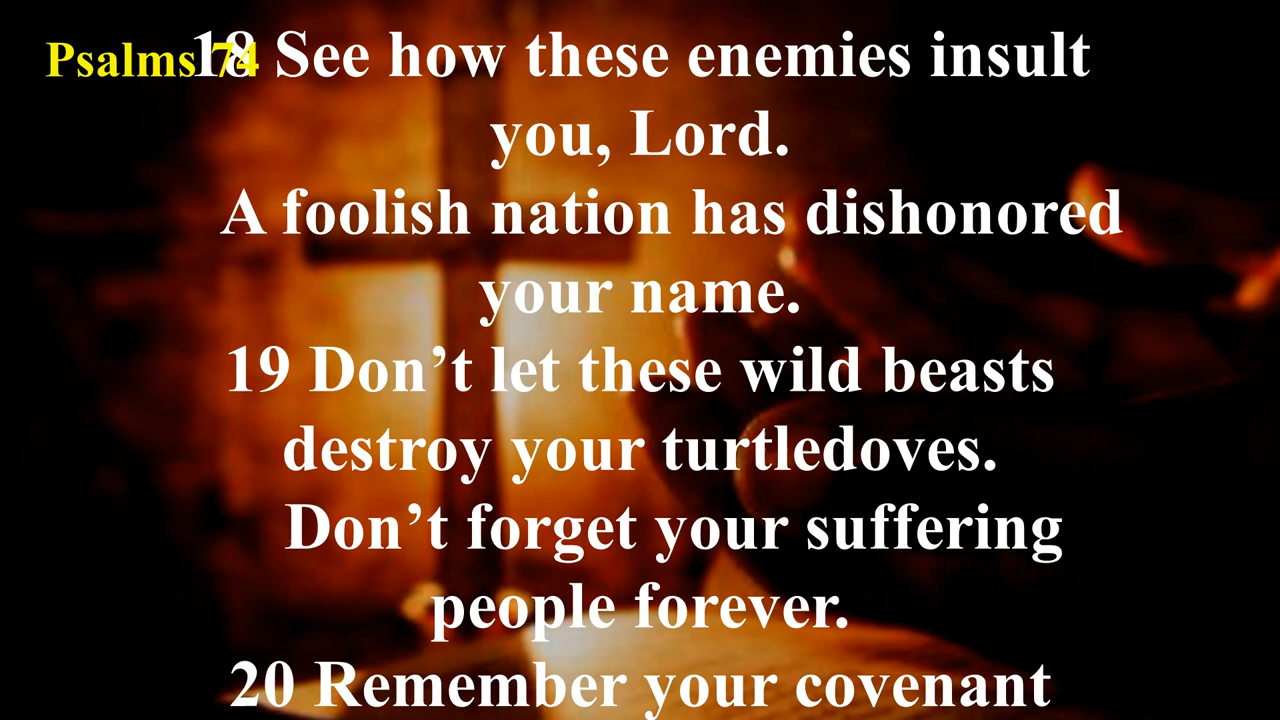 Psalms 74
18 See how these enemies insult
you, Lord.
A foolish nation has dishonored
your name.
19 Don’t let these wild beasts
destroy your turtledoves.
Don’t forget your suffering
people forever.
20 Remember your covenant